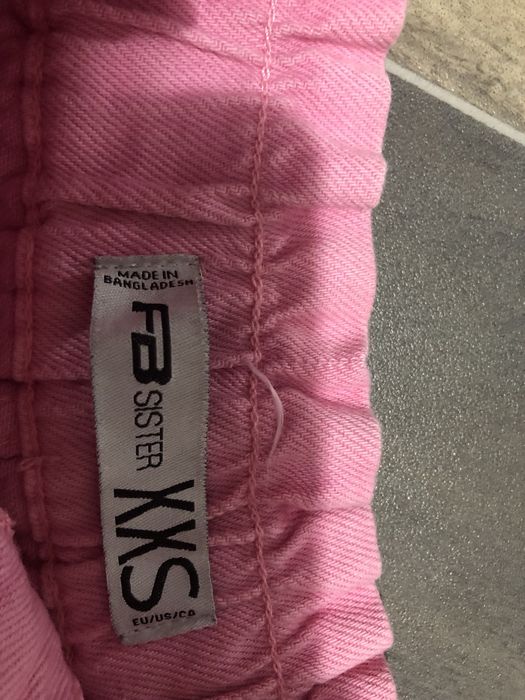 MADE IN
BANGLADESH
FB
SISTER
XXS
EU/US/CA